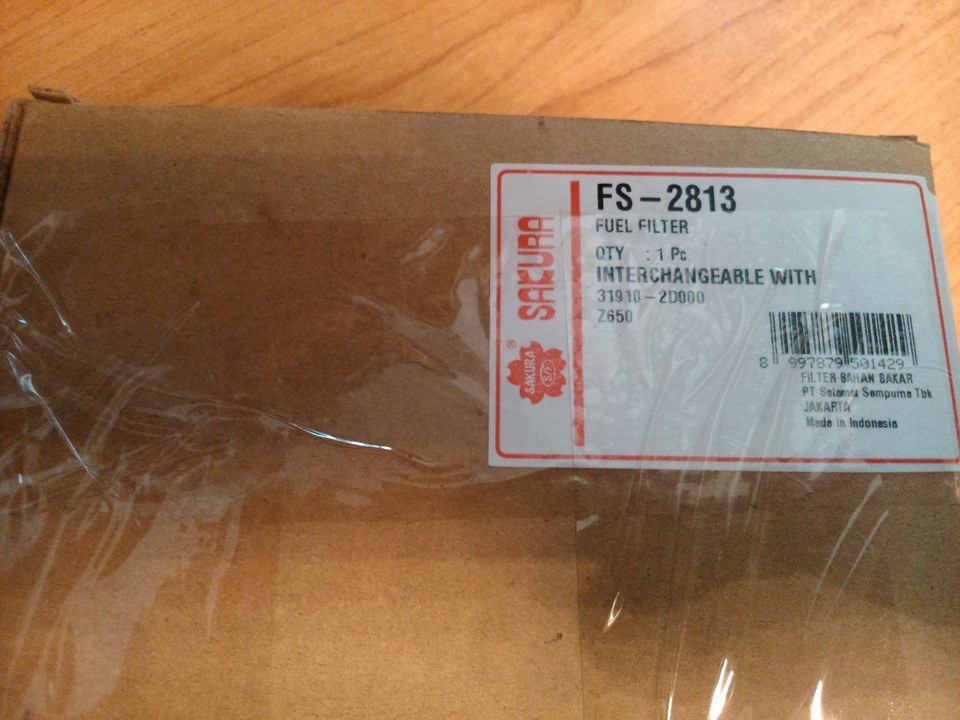 FS-2813
FUEL FILTER
QTY : 1 Pc
INTERCHANGEABLE WITH
31910-2D000
Z650
SAKURA
®
SAKURA
S/F
8 997879 501429
FILTER BAHAN BAKAR
PT Selamat Sempurna Tbk
JAKARTA
Made in Indonesia